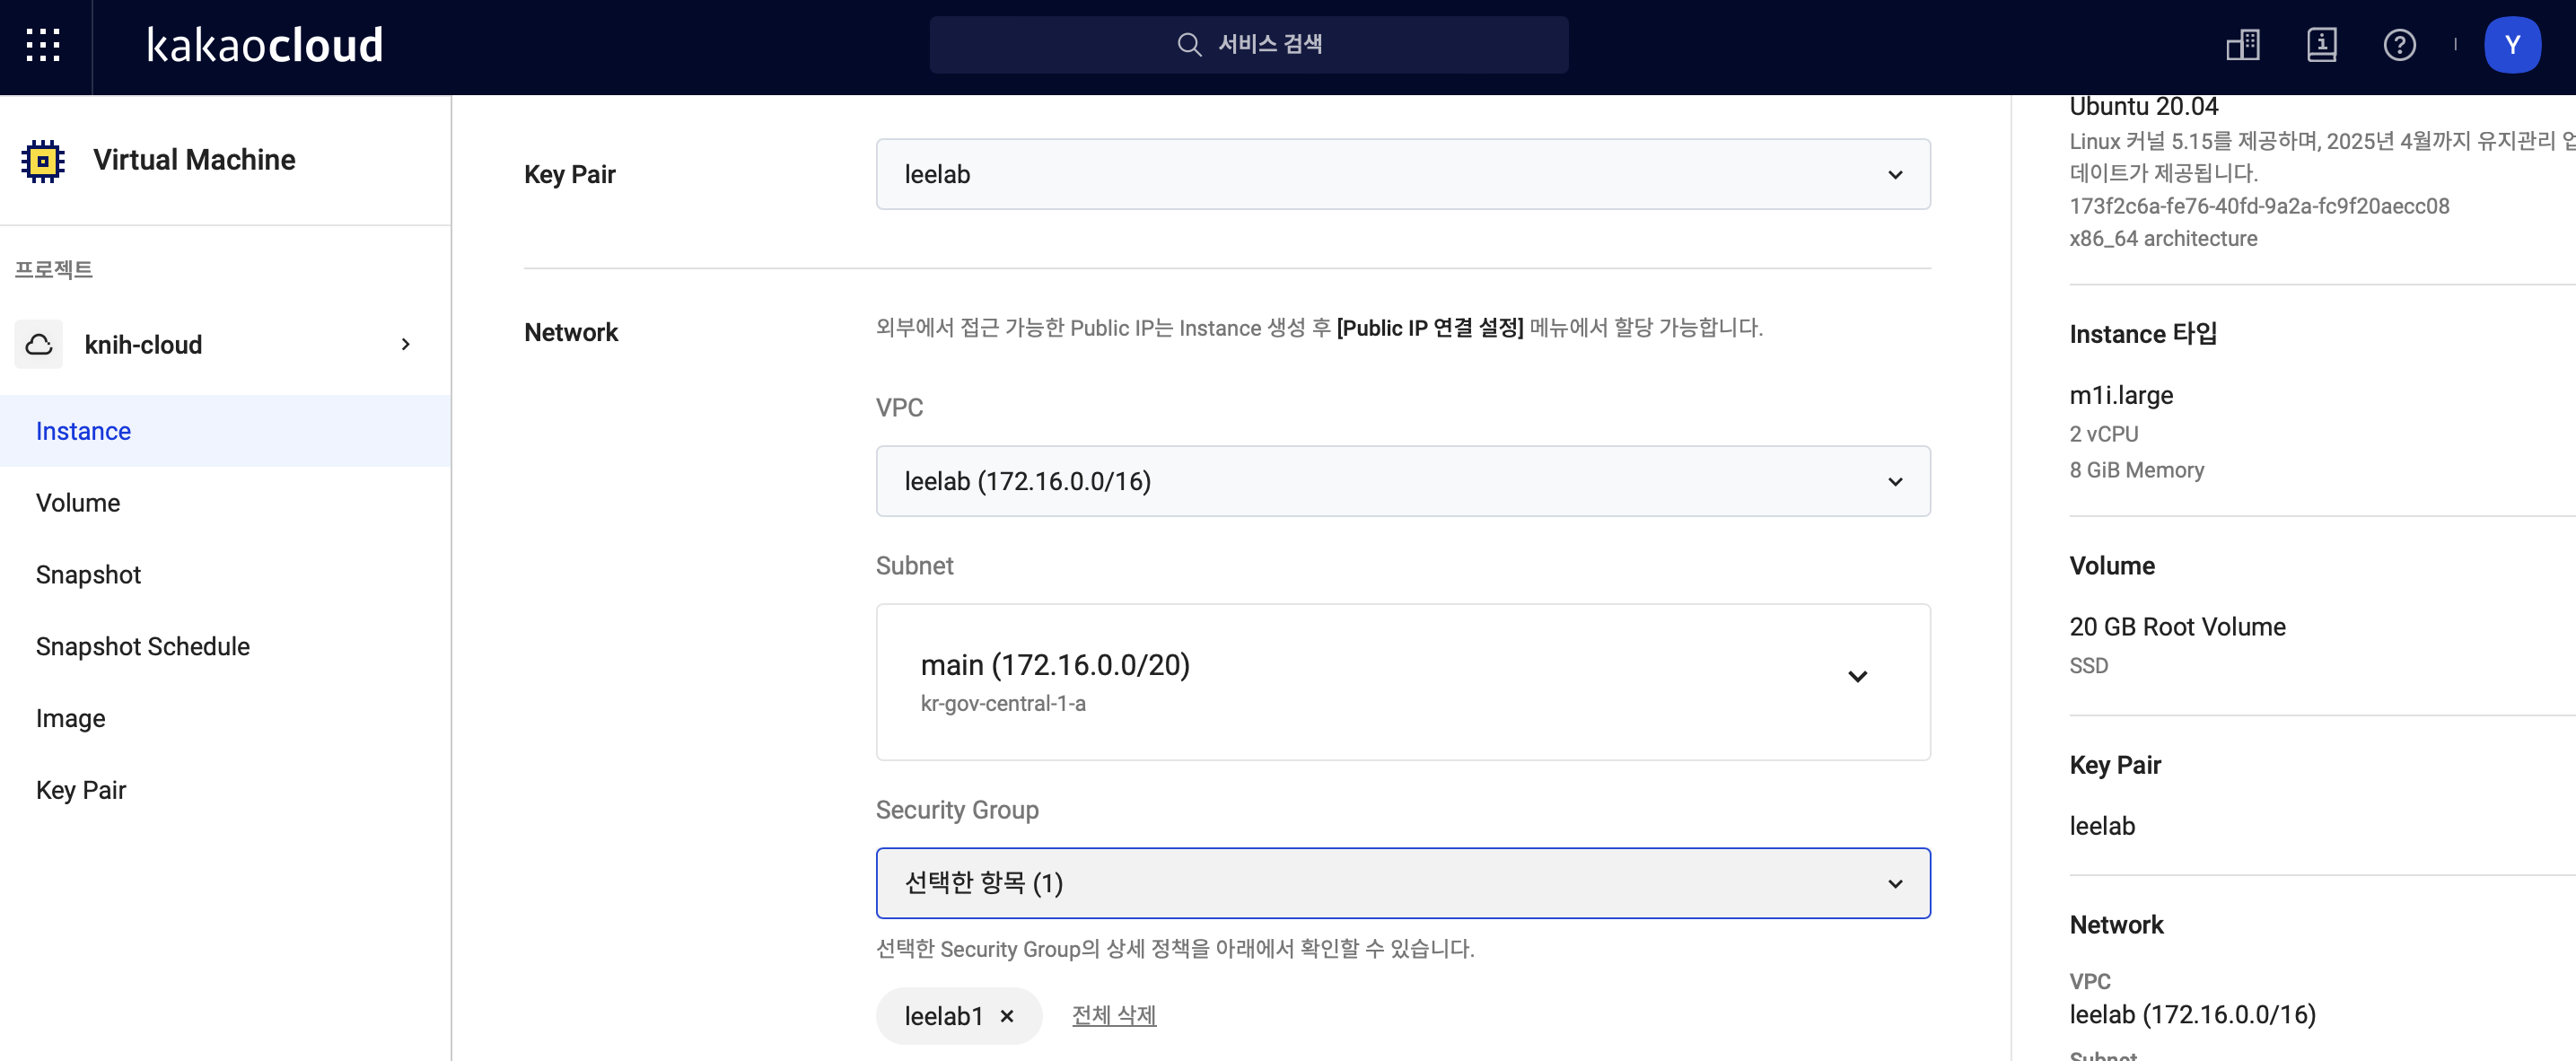 kakaocloud
서비스 검색
Y
Virtual Machine
프로젝트
knih-cloud
Instance
Volume
Snapshot
Snapshot Schedule
Image
Key Pair
Key Pair
leelab
Network
외부에서 접근 가능한 Public IP는 Instance 생성 후 [Public IP 연결 설정] 메뉴에서 할당 가능합니다.
VPC
leelab (172.16.0.0/16)
Subnet
main (172.16.0.0/20)
kr-gov-central-1-a
Security Group
선택한 항목 (1)
선택한 Security Group의 상세 정책을 아래에서 확인할 수 있습니다.
leelab1 ×
전체 삭제
Ubuntu 20.04
Linux 커널 5.15를 제공하며, 2025년 4월까지 유지관리 업
데이트가 제공됩니다.
173f2c6a-fe76-40fd-9a2a-fc9f20aecc08
x86_64 architecture
Instance 타입
m1i.large
2 vCPU
8 GiB Memory
Volume
20 GB Root Volume
SSD
Key Pair
leelab
Network
VPC
leelab (172.16.0.0/16)
Subnet